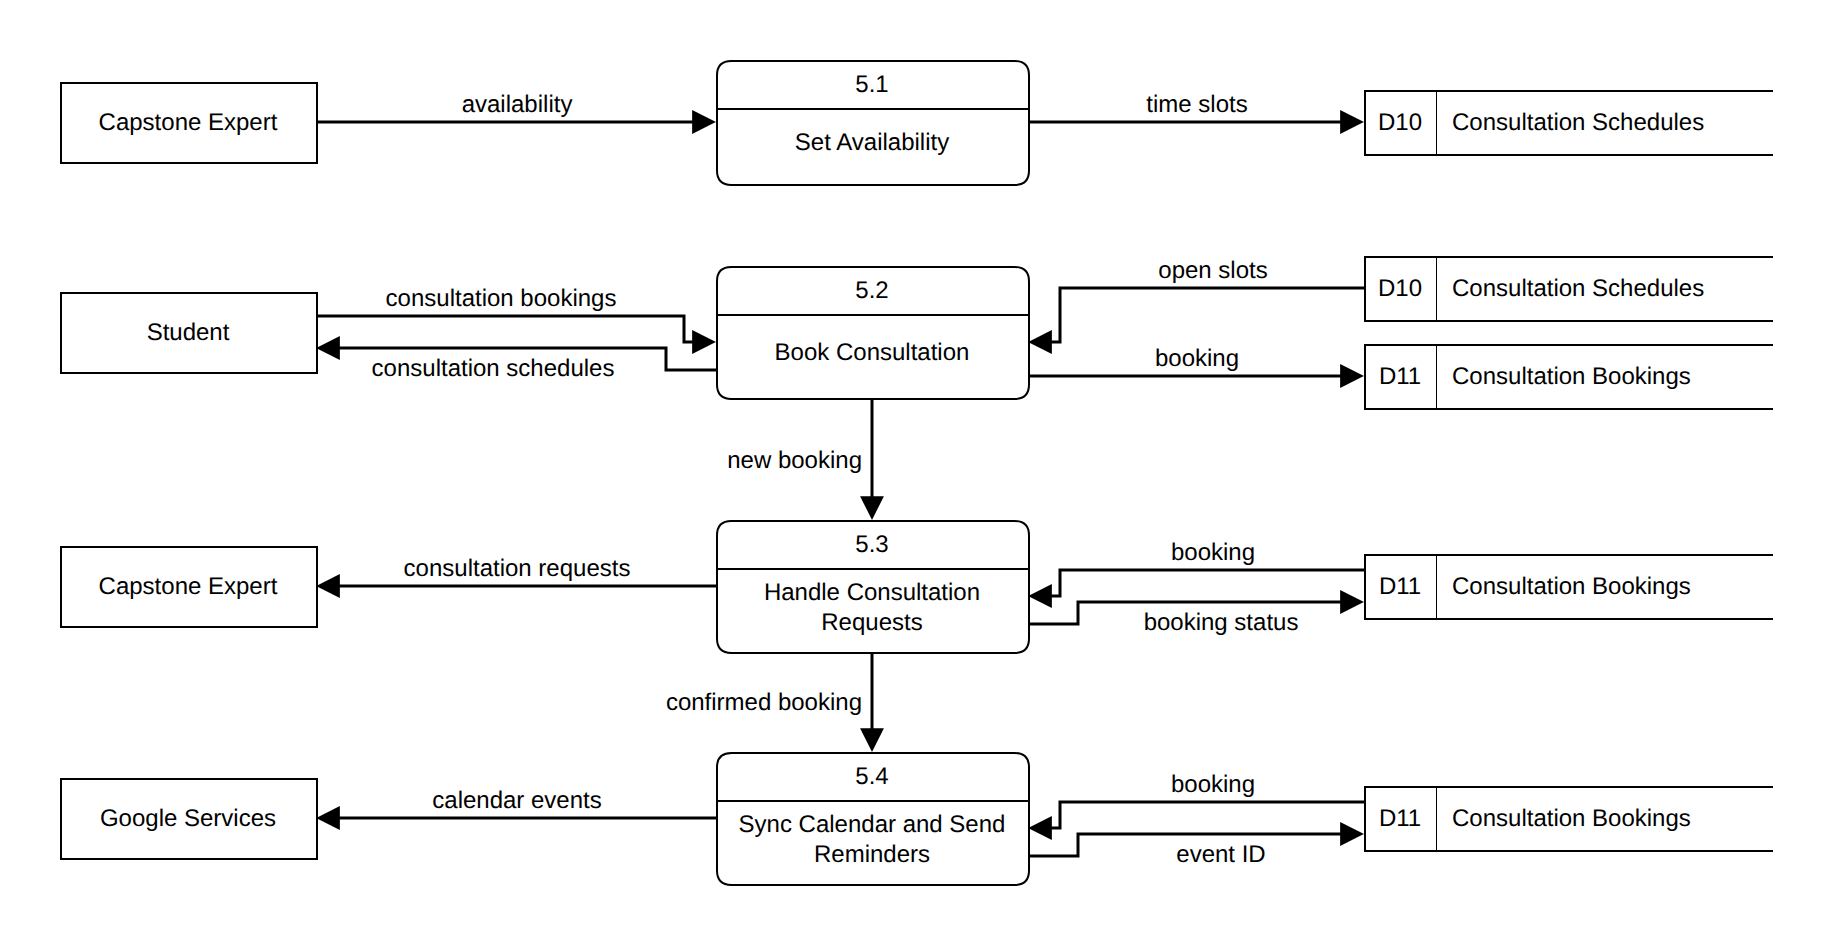 5.1
Capstone Expert
availability
Set Availability
time slots
D10
Consultation Schedules
5.2
Student
consultation bookings
consultation schedules
Book Consultation
open slots
D10
Consultation Schedules
booking
D11
Consultation Bookings
new booking
5.3
Capstone Expert
consultation requests
Handle Consultation
Requests
booking
booking status
D11
Consultation Bookings
confirmed booking
5.4
Google Services
calendar events
Sync Calendar and Send
Reminders
booking
event ID
D11
Consultation Bookings